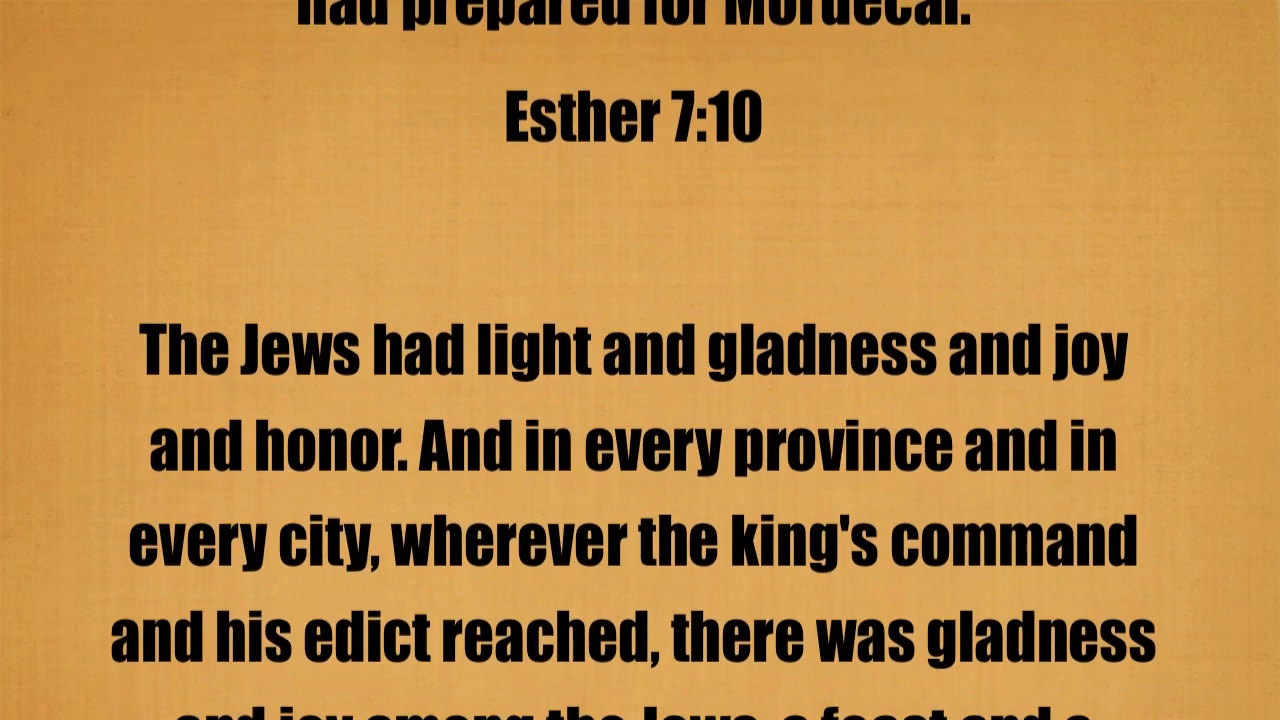 had prepared for Mordecai.
Esther 7:10
The Jews had light and gladness and joy
and honor. And in every province and in
every city, wherever the king's command
and his edict reached, there was gladness
and joy among the Jews, a feast and a